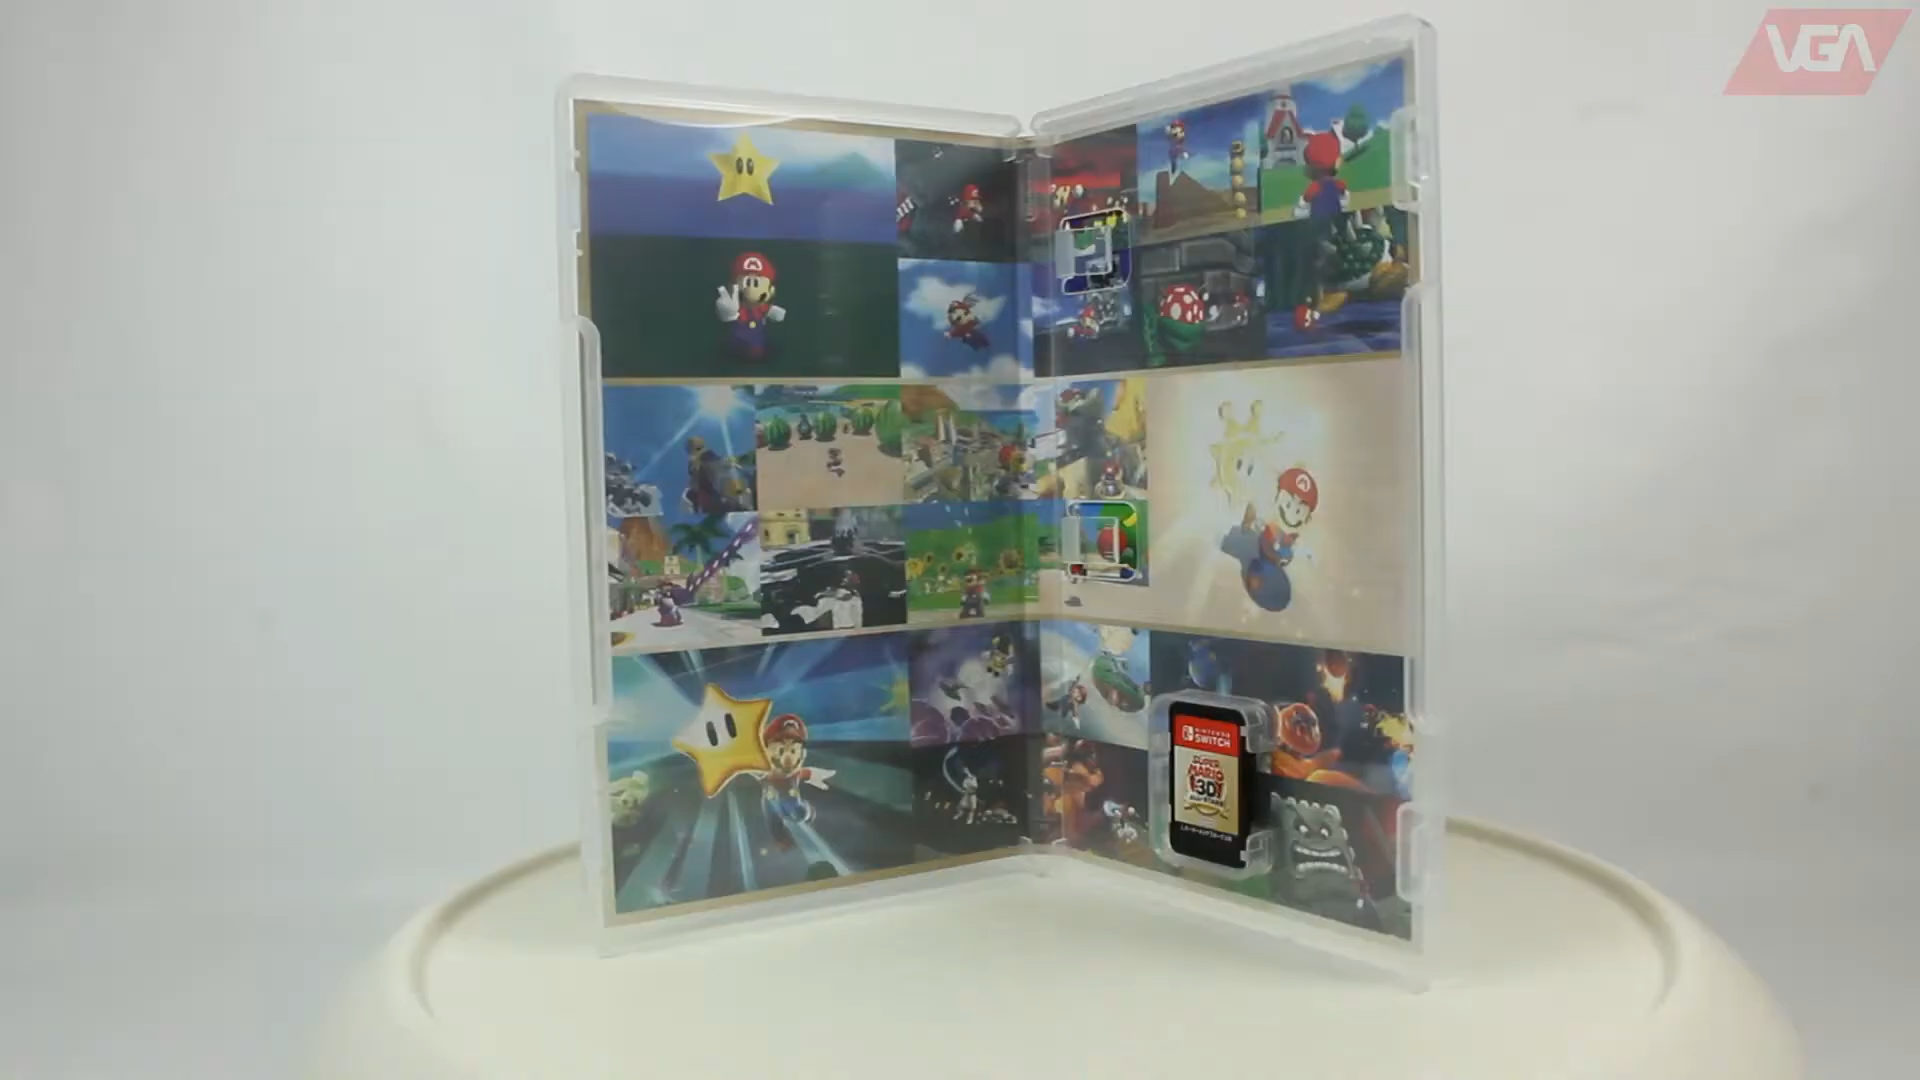 VGA
NINTENDO
SWITCH
SUPER
MARIO
3D